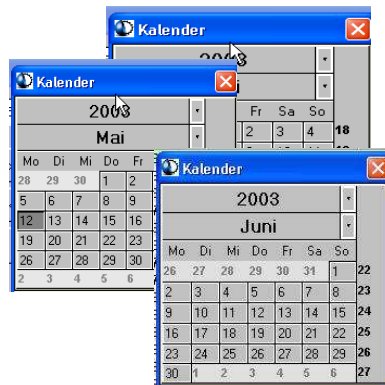 Kalender
2003
i
Fr Sa So
2 3 4 18
Kalender
2003
Mai
Mo Di Mi Do Fr
28 29 30 1 2
5 6 7 8 9
12 13 14 15 16
19 20 21 22 23
26 27 28 29 30
2 3 4 5 6
Kalender
2003
Juni
Mo Di Mi Do Fr Sa So
26 27 28 29 30 31 1 22
2 3 4 5 6 7 8 23
9 10 11 12 13 14 15 24
16 17 18 19 20 21 22 25
23 24 25 26 27 28 29 26
30 1 2 3 4 5 6 27